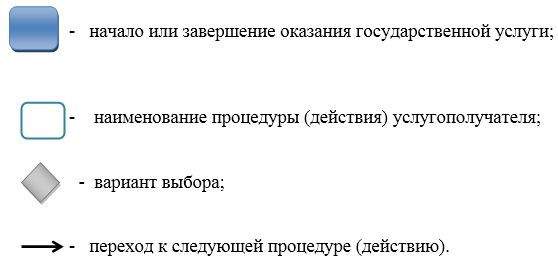 - начало или завершение оказания государственной услуги;
- наименование процедуры (действия) услугополучателя;
- вариант выбора;
- переход к следующей процедуре (действию).